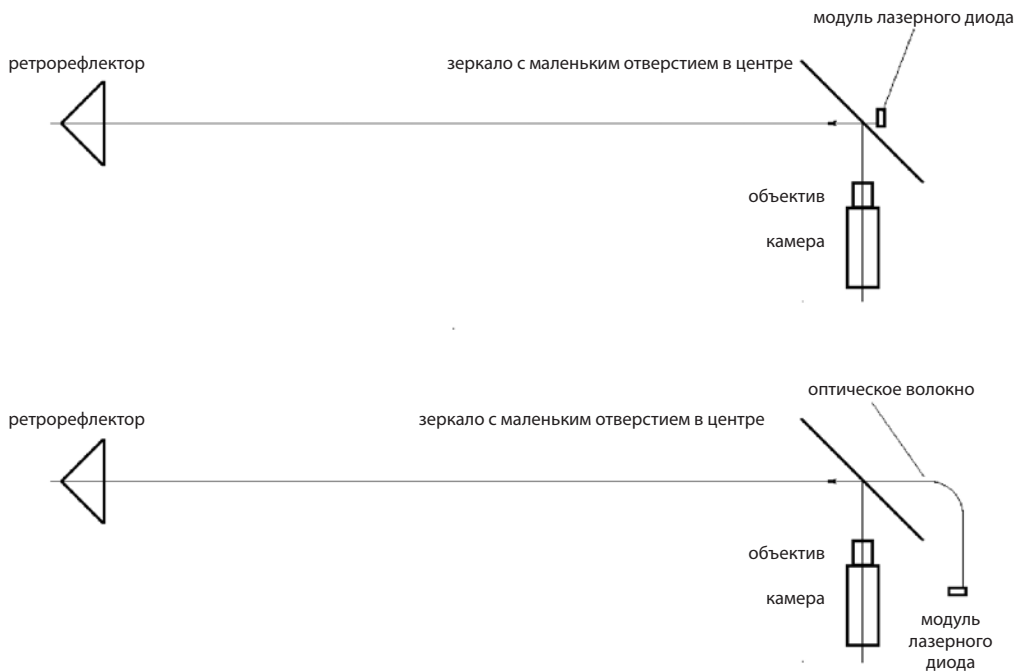 модуль лазерного диода
ретрорефлектор
зеркало с маленьким отверстием в центре
объектив
камера
оптическое волокно
ретрорефлектор
зеркало с маленьким отверстием в центре
объектив
камера
модуль
лазерного
диода